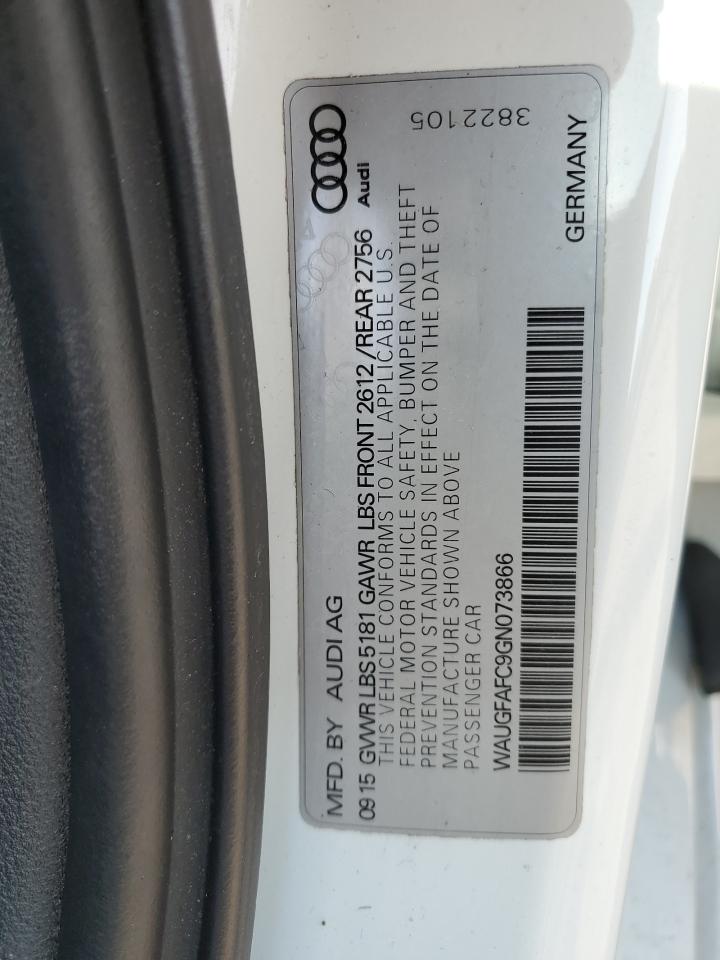 MFD. BY AUDI AG
Audi
09 15 GVWR LBS 5181 GAWR LBS FRONT 2612 /REAR 2756
THIS VEHICLE CONFORMS TO ALL APPLICABLE U.S.
FEDERAL MOTOR VEHICLE SAFETY, BUMPER AND THEFT
PREVENTION STANDARDS IN EFFECT ON THE DATE OF
MANUFACTURE SHOWN ABOVE
PASSENGER CAR
WAUGFAFC9GN073866
GERMANY
3822105